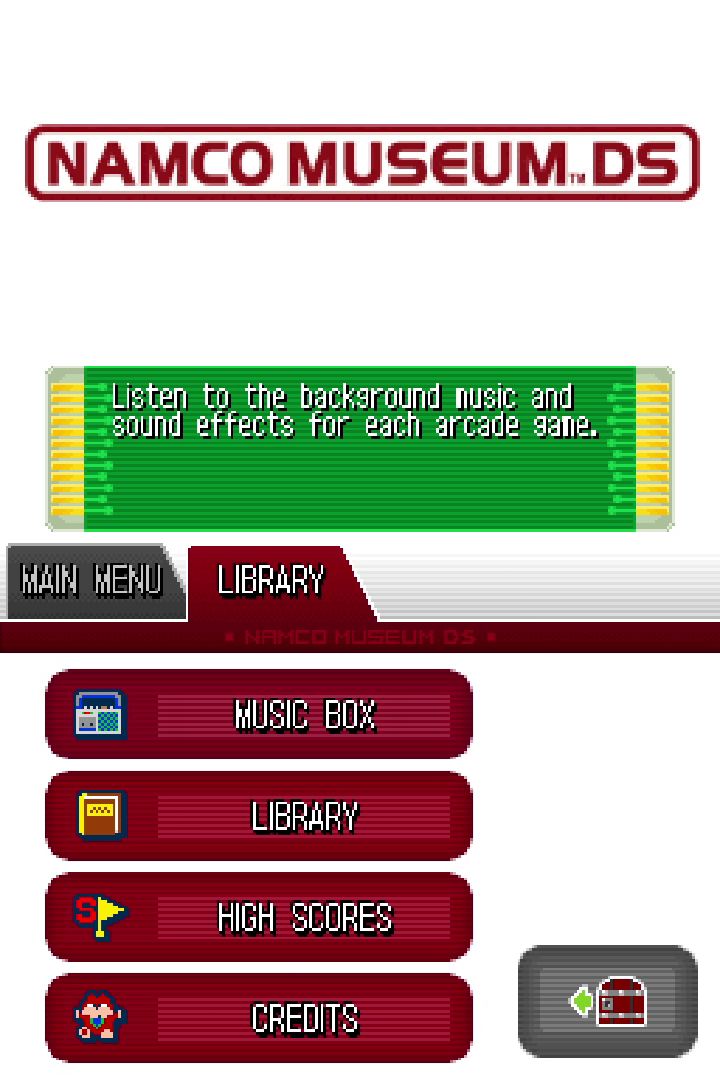 NAMCO MUSEUM™ DS
Listen to the background music and
sound effects for each arcade game.
MAIN MENU
LIBRARY
• NAMCO MUSEUM DS •
MUSIC BOX
LIBRARY
S
HIGH SCORES
CREDITS